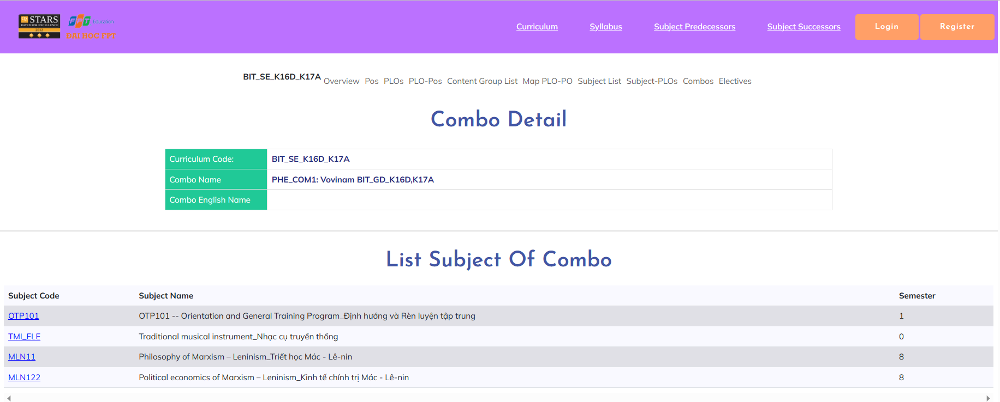 QS STARS
RATED FOR EXCELLENCE
2012
FPT Education
ĐẠI HỌC FPT
Curriculum Syllabus Subject Predecessors Subject Successors Login Register
BIT_SE_K16D_K17A Overview Pos PLOs PLO-Pos Content Group List Map PLO-PO Subject List Subject-PLOs Combos Electives
Combo Detail
Curriculum Code: BIT_SE_K16D_K17A
Combo Name PHE_COM1: Vovinam BIT_GD_K16D,K17A
Combo English Name
List Subject Of Combo
Subject Code Subject Name Semester
OTP101 OTP101 -- Orientation and General Training Program_Định hướng và Rèn luyện tập trung 1
TMI_ELE Traditional musical instrument_Nhạc cụ truyền thống 0
MLN11 Philosophy of Marxism – Leninism_Triết học Mác - Lê-nin 8
MLN122 Political economics of Marxism – Leninism_Kinh tế chính trị Mác - Lê-nin 8